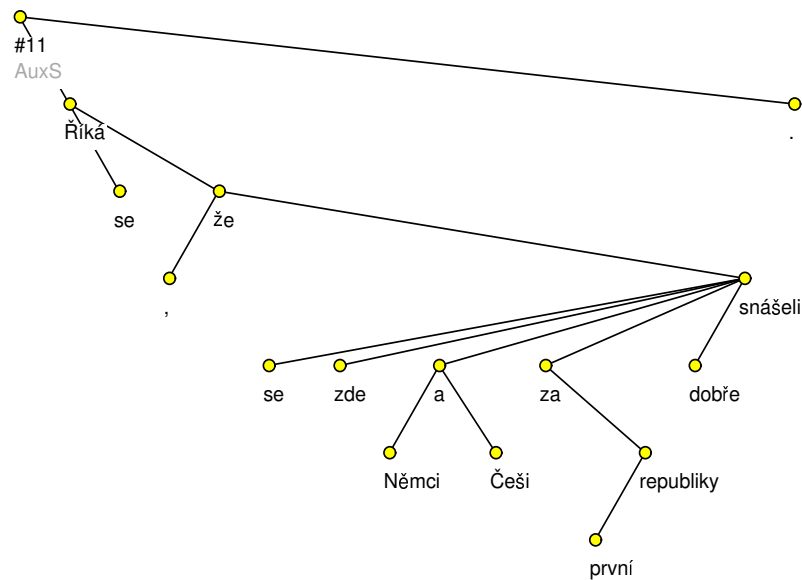 #11
AuxS
Říká
.
se
že
,
snášeli
se
zde
a
za
dobře
Němci
Češi
republiky
první